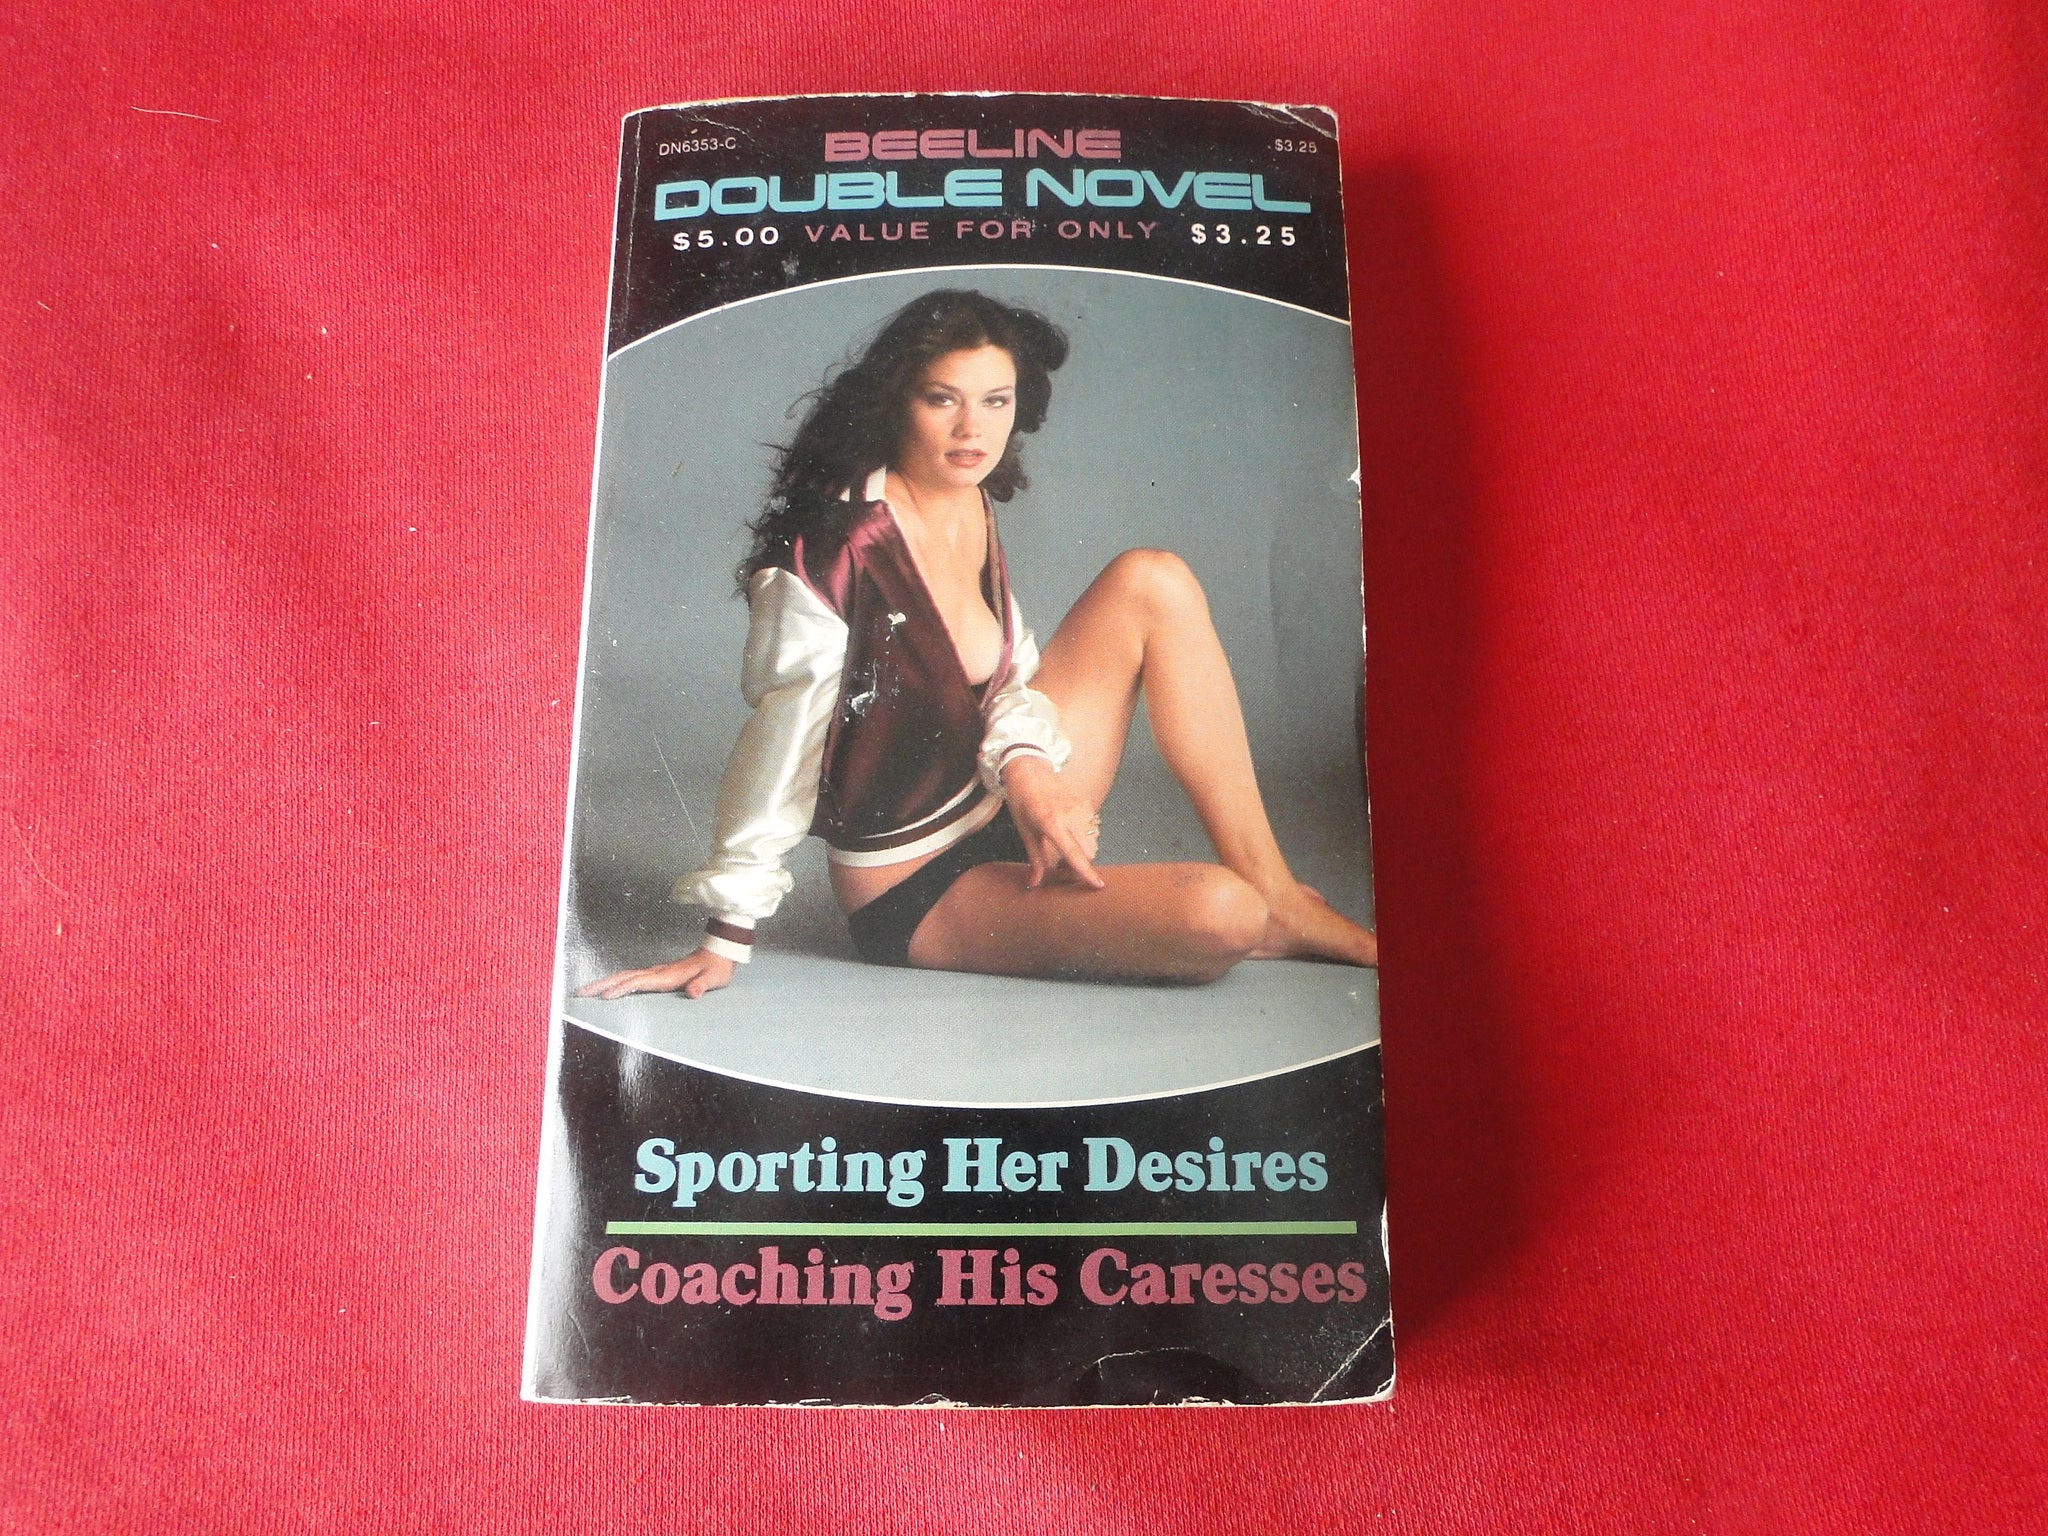 DN6353-C
BEELINE
$3.25
DOUBLE NOVEL
$5.00 VALUE FOR ONLY $3.25
Sporting Her Desires
Coaching His Caresses